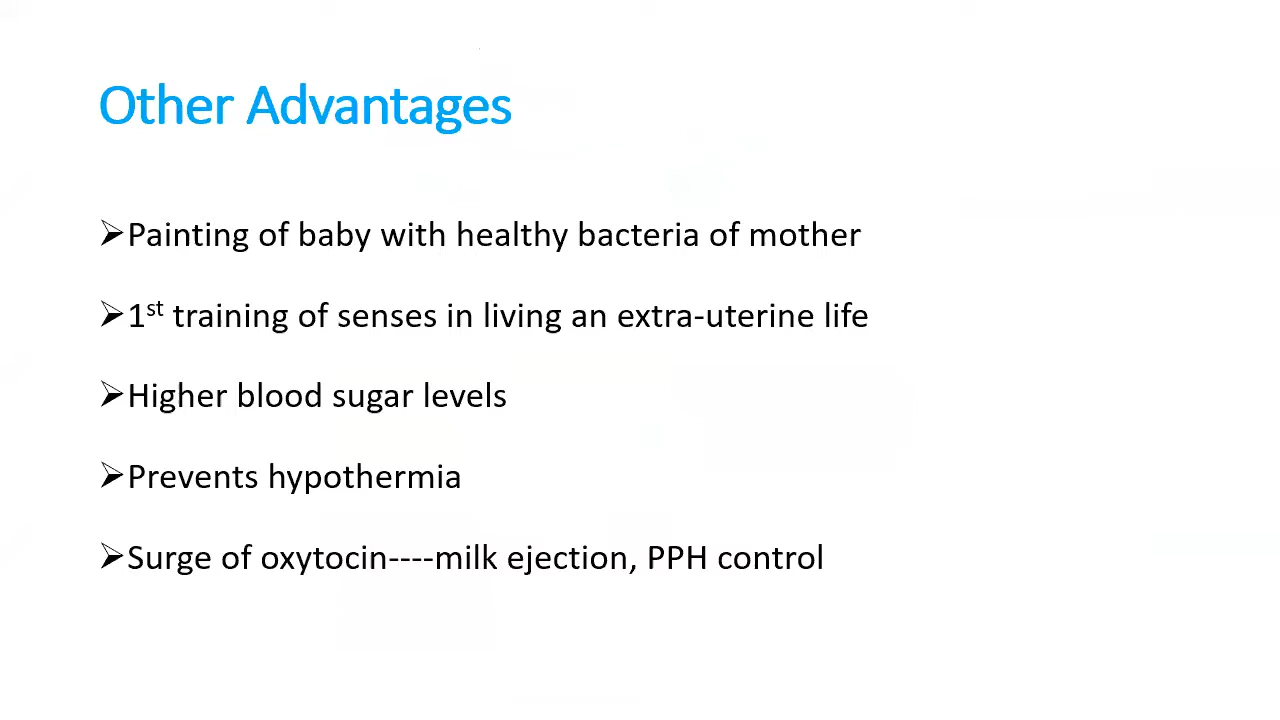 Other Advantages
➢Painting of baby with healthy bacteria of mother
➢1st training of senses in living an extra-uterine life
➢Higher blood sugar levels
➢Prevents hypothermia
➢Surge of oxytocin----milk ejection, PPH control